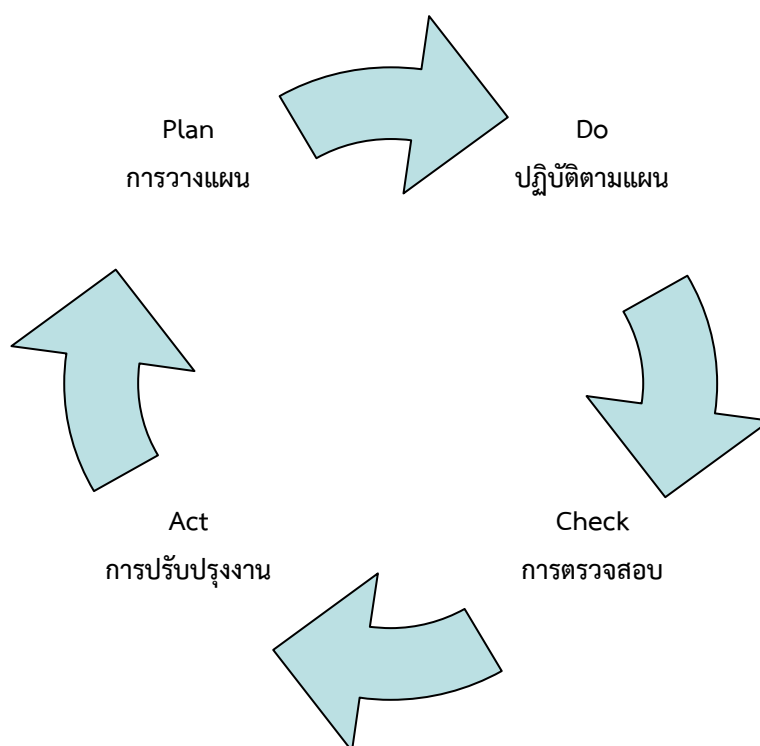 Plan
การวางแผน
Do
ปฏิบัติตามแผน
Check
การตรวจสอบ
Act
การปรับปรุงงาน